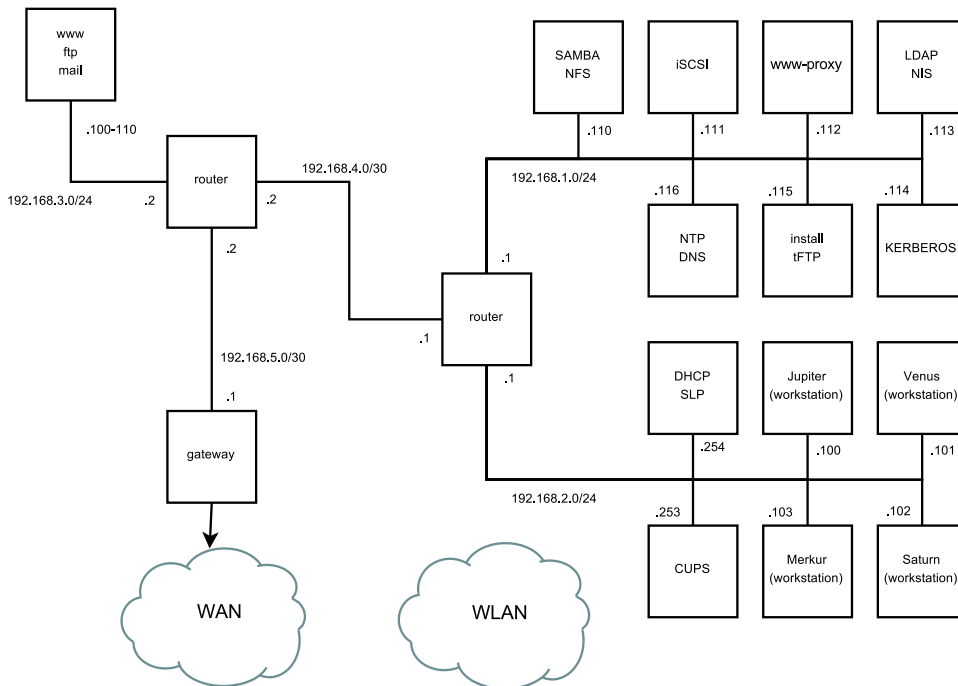 www
ftp
mail
.100-110
192.168.3.0/24
.2
router
.2
.2
192.168.4.0/30
192.168.5.0/30
.1
gateway
WAN
.1
router
.1
.1
WLAN
SAMBA
NFS
.110
iSCSI
.111
www-proxy
.112
LDAP
NIS
.113
192.168.1.0/24
.116
NTP
DNS
.115
install
tFTP
.114
KERBEROS
DHCP
SLP
.254
Jupiter
(workstation)
.100
Venus
(workstation)
.101
192.168.2.0/24
.253
CUPS
.103
Merkur
(workstation)
.102
Saturn
(workstation)